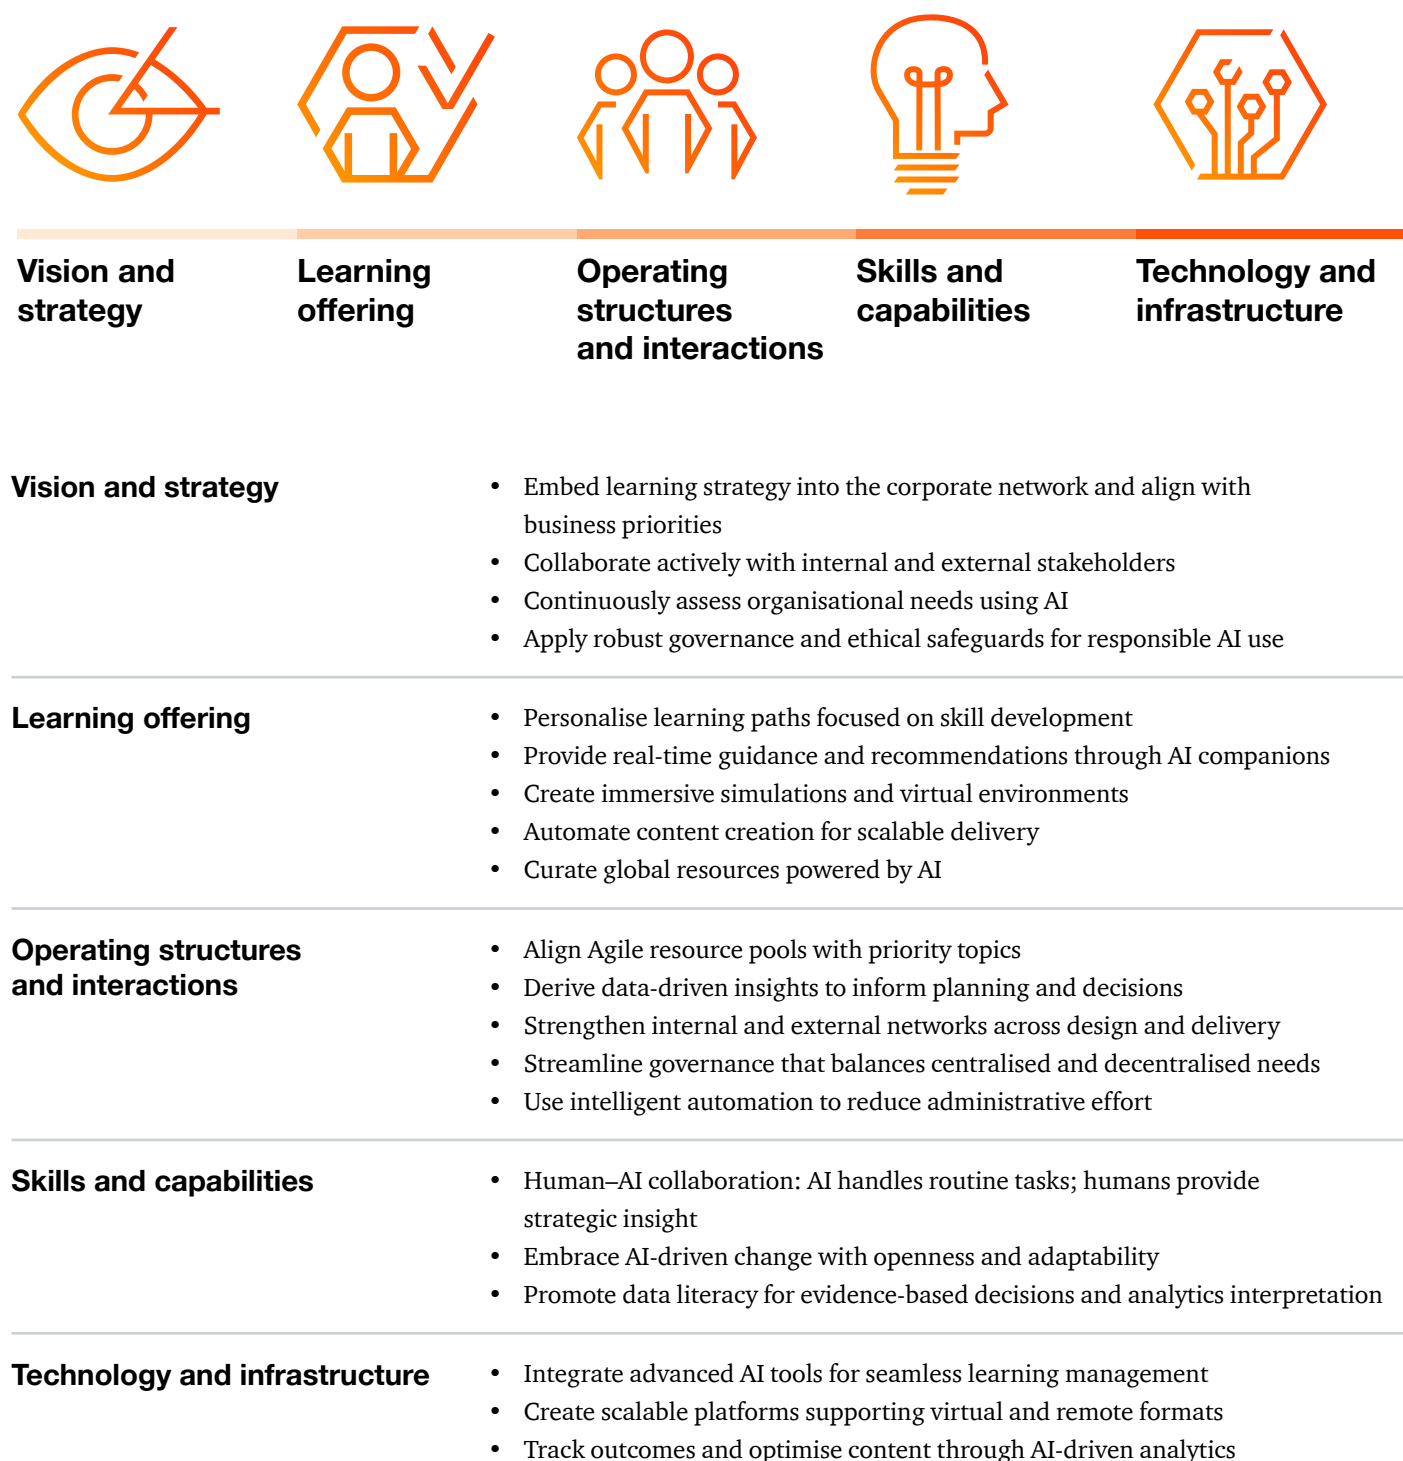 Vision and
strategy
Learning
offering
Operating
structures
and interactions
Skills and
capabilities
Technology and
infrastructure
Vision and strategy
• Embed learning strategy into the corporate network and align with
business priorities
• Collaborate actively with internal and external stakeholders
• Continuously assess organisational needs using AI
• Apply robust governance and ethical safeguards for responsible AI use
Learning offering
• Personalise learning paths focused on skill development
• Provide real-time guidance and recommendations through AI companions
• Create immersive simulations and virtual environments
• Automate content creation for scalable delivery
• Curate global resources powered by AI
Operating structures
and interactions
• Align Agile resource pools with priority topics
• Derive data-driven insights to inform planning and decisions
• Strengthen internal and external networks across design and delivery
• Streamline governance that balances centralised and decentralised needs
• Use intelligent automation to reduce administrative effort
Skills and capabilities
• Human–AI collaboration: AI handles routine tasks; humans provide
strategic insight
• Embrace AI-driven change with openness and adaptability
• Promote data literacy for evidence-based decisions and analytics interpretation
Technology and infrastructure
• Integrate advanced AI tools for seamless learning management
• Create scalable platforms supporting virtual and remote formats
• Track outcomes and optimise content through AI-driven analytics